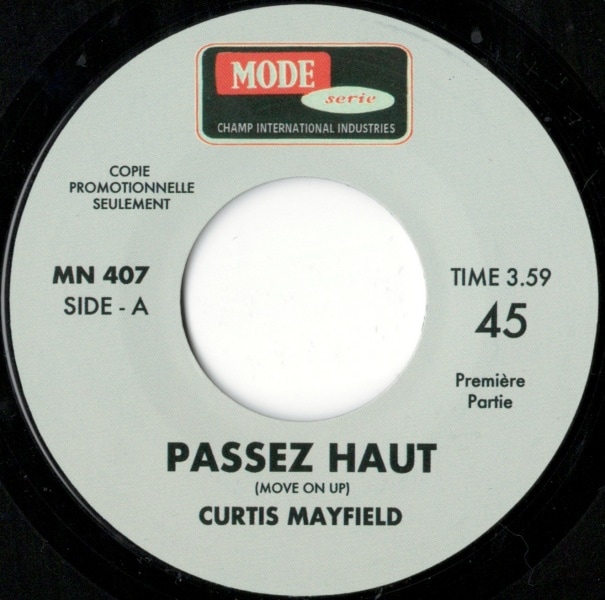 MODE
serie
CHAMP INTERNATIONAL INDUSTRIES
COPIE
PROMOTIONNELLE
SEULEMENT
MN 407
SIDE - A
TIME 3.59
45
Première
Partie
PASSEZ HAUT
(MOVE ON UP)
CURTIS MAYFIELD